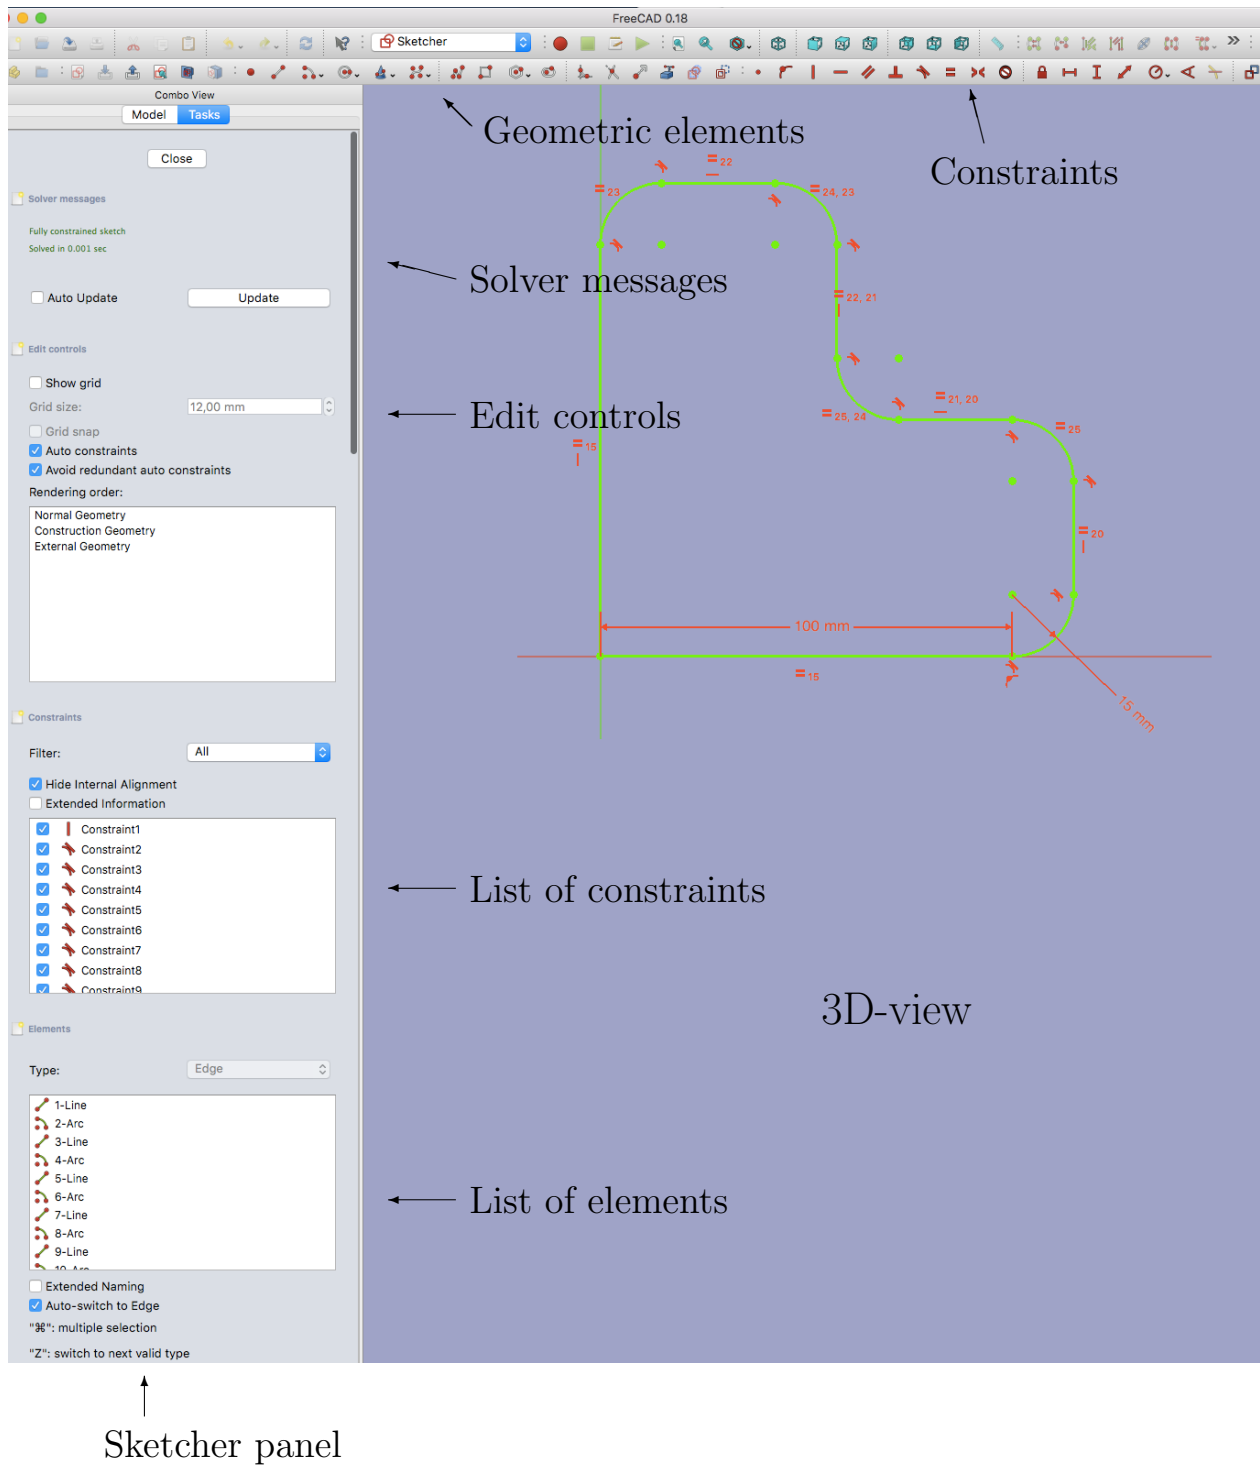 FreeCAD 0.18
Sketcher
»
Combo View
Model Tasks
Close
Solver messages
Fully constrained sketch
Solved in 0.001 sec
Auto Update
Update
Edit controls
Show grid
Grid size: 12,00 mm
Grid snap
Auto constraints
Avoid redundant auto constraints
Rendering order:
Normal Geometry
Construction Geometry
External Geometry
Constraints
Filter: All
Hide Internal Alignment
Extended Information
Constraint1
Constraint2
Constraint3
Constraint4
Constraint5
Constraint6
Constraint7
Constraint8
Constraint9
Elements
Type: Edge
1-Line
2-Arc
3-Line
4-Arc
5-Line
6-Arc
7-Line
8-Arc
9-Line
10-Arc
Extended Naming
Auto-switch to Edge
"⌘": multiple selection
"Z": switch to next valid type
Geometric elements
Constraints
= 22
= 23
= 24, 23
Solver messages
= 22, 21
= 21, 20
Edit controls
= 25, 24
= 25
= 15
= 20
100 mm
= 15
15 mm
List of constraints
3D-view
List of elements
Sketcher panel